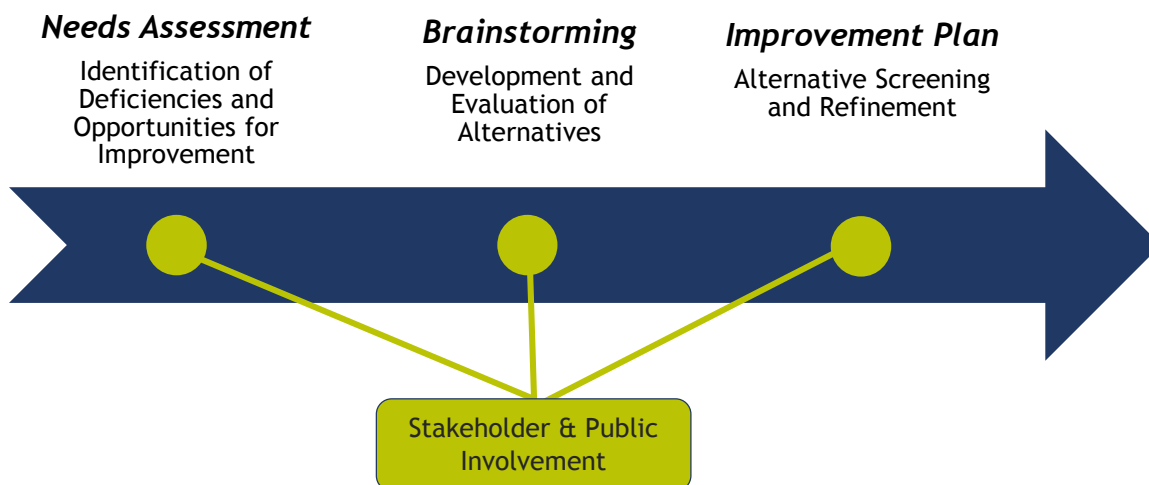 Needs Assessment
Identification of
Deficiencies and
Opportunities for
Improvement
Brainstorming
Development and
Evaluation of
Alternatives
Improvement Plan
Alternative Screening
and Refinement
Stakeholder & Public
Involvement